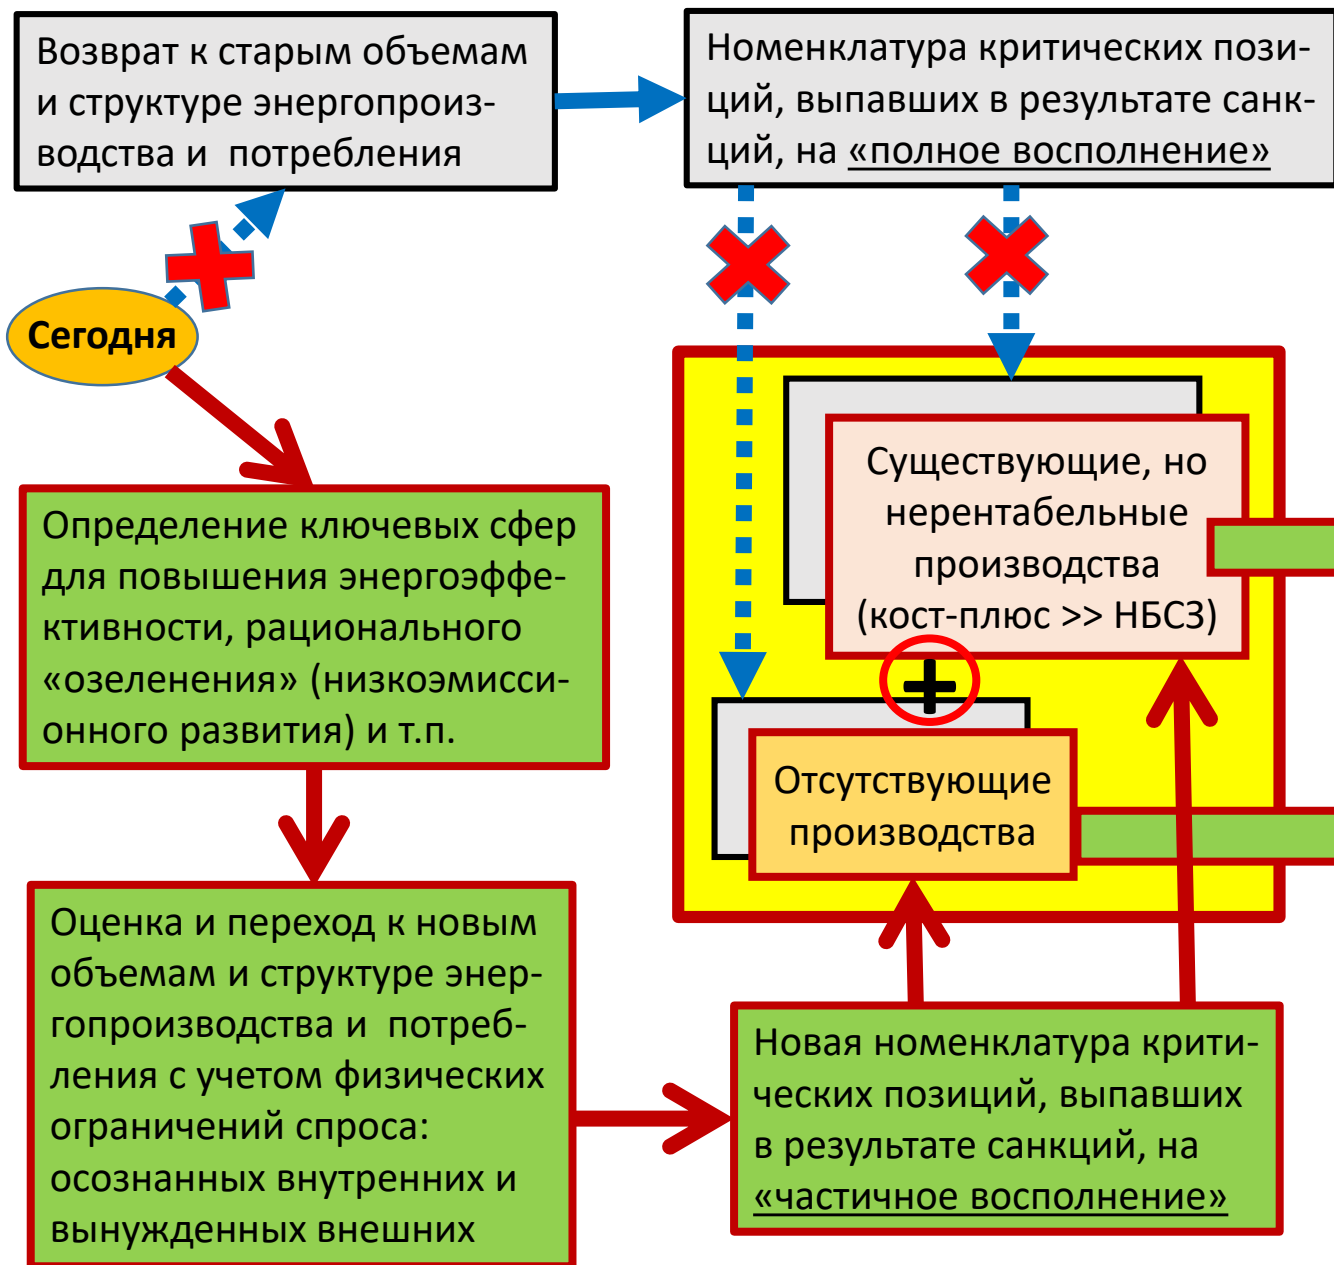 Возврат к старым объемам
и структуре энергопроиз-
водства и потребления
Номенклатура критических пози-
ций, выпавших в результате санк-
ций, на «полное восполнение»
Сегодня
Определение ключевых сфер
для повышения энергоэффе-
ктивности, рационального
«озеленения» (низкоэмисси-
онного развития) и т.п.
Существующие, но
нерентабельные
производства
(кост-плюс >> НБСЗ)
+
Отсутствующие
производства
Оценка и переход к новым
объемам и структуре энер-
гопроизводства и потреб-
ления с учетом физических
ограничений спроса:
осознанных внутренних и
вынужденных внешних
Новая номенклатура крити-
ческих позиций, выпавших
в результате санкций, на
«частичное восполнение»